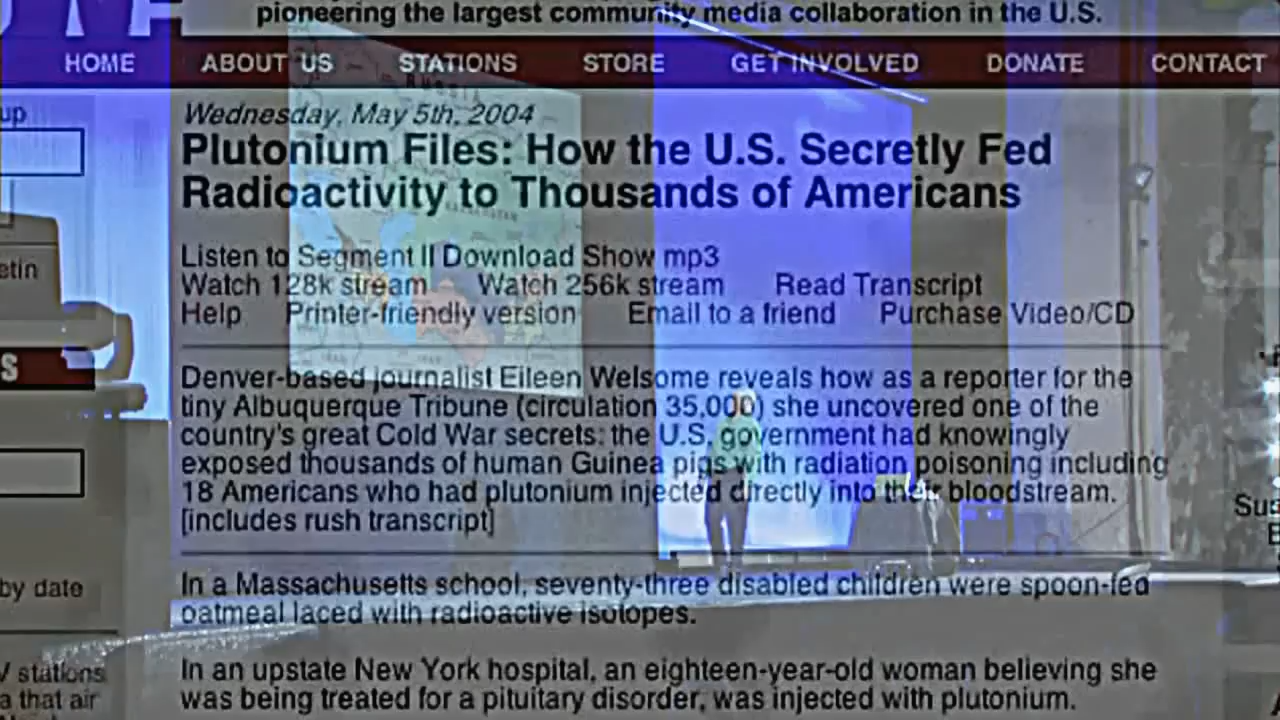 pioneering the largest community media collaboration in the U.S.
HOME ABOUT US STATIONS STORE GET INVOLVED DONATE CONTACT
up
Wednesday, May 5th, 2004
Plutonium Files: How the U.S. Secretly Fed
Radioactivity to Thousands of Americans
RUSSIA
KAZAKHSTAN
etin
Listen to Segment II Download Show mp3
Watch 128k stream Watch 256k stream Read Transcript
Help Printer-friendly version Email to a friend Purchase Video/CD
IRAN
S
Denver-based journalist Eileen Welsome reveals how as a reporter for the
tiny Albuquerque Tribune (circulation 35,000) she uncovered one of the
country's great Cold War secrets: the U.S. government had knowingly
exposed thousands of human Guinea pigs with radiation poisoning including
18 Americans who had plutonium injected directly into their bloodstream.
[includes rush transcript]
by date
In a Massachusetts school, seventy-three disabled children were spoon-fed
oatmeal laced with radioactive isotopes.
V stations
a that air
In an upstate New York hospital, an eighteen-year-old woman believing she
was being treated for a pituitary disorder, was injected with plutonium.